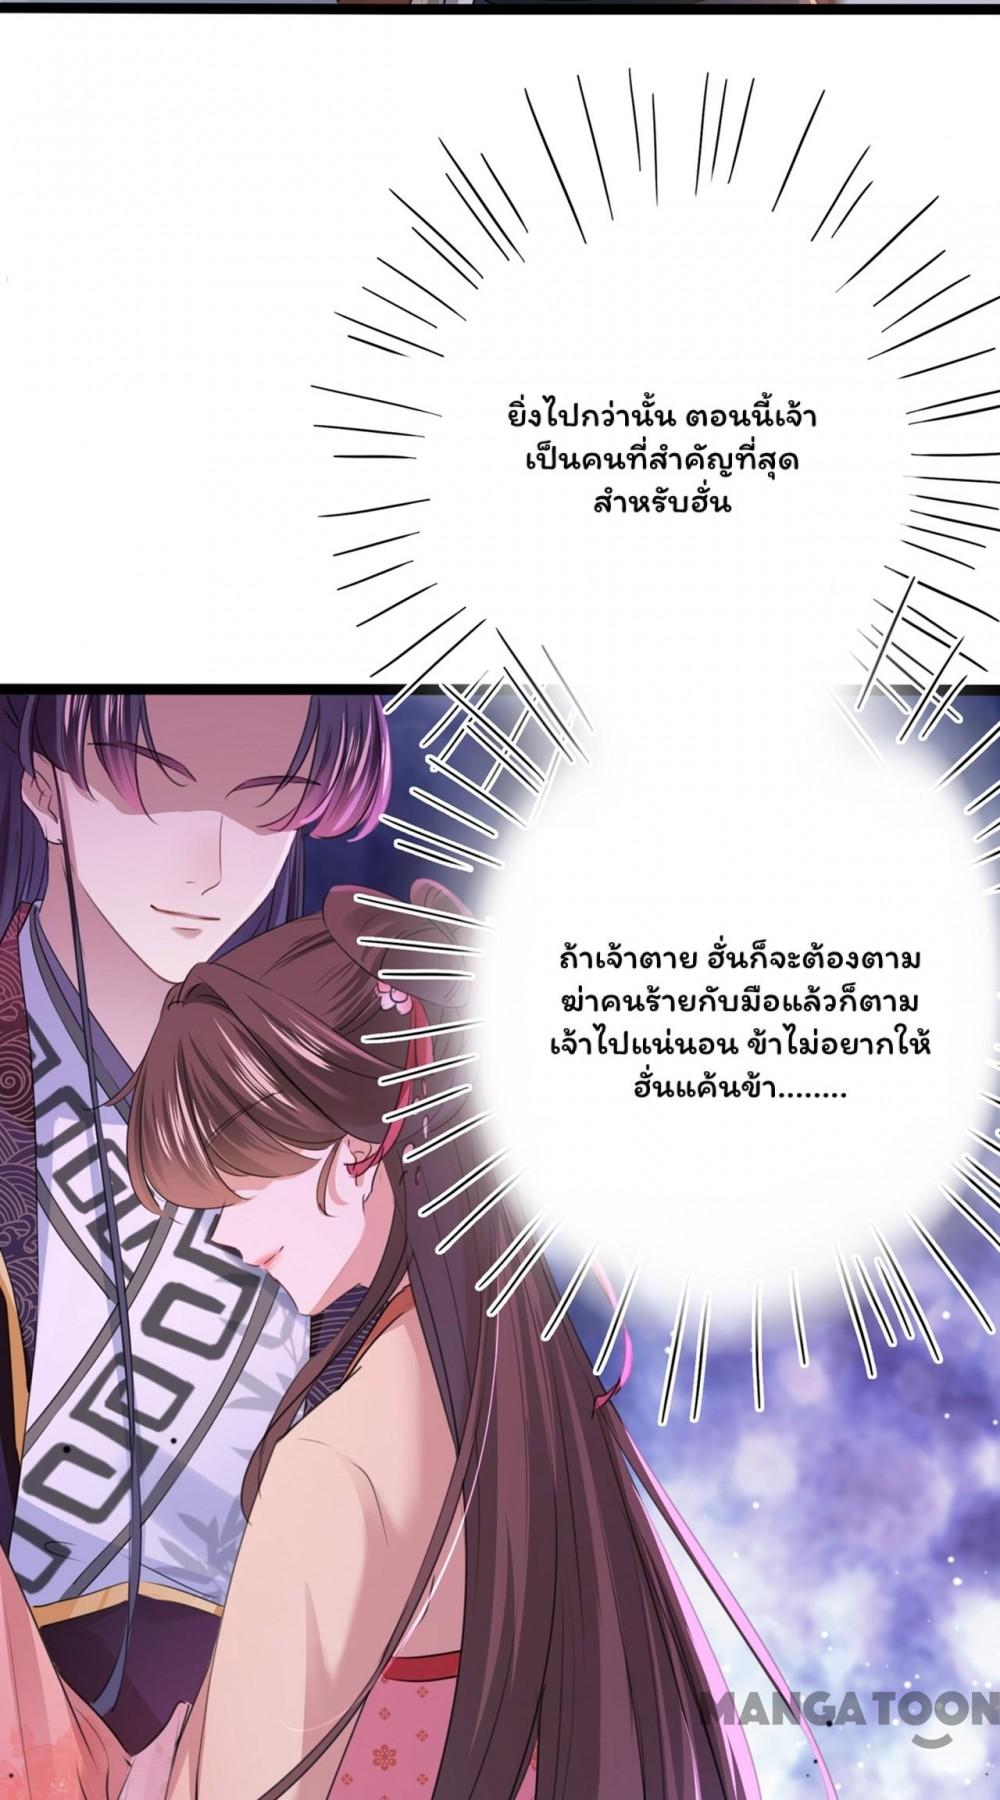 ยิ่งไปกว่านั้น ตอนนี้เจ้า
เป็นคนที่สำคัญที่สุด
สำหรับฮั่น
ถ้าเจ้าตาย ฮั่นก็จะต้องตาม
ฆ่าคนร้ายกับมือแล้วก็ตาม
เจ้าไปแน่นอน ข้าไม่อยากให้
ฮั่นแค้นข้า........
MANGATOON